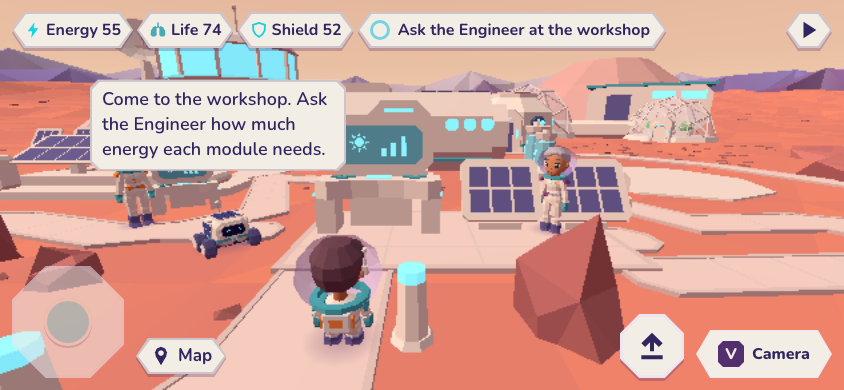 Energy 55
Life 74
Shield 52
Ask the Engineer at the workshop
Come to the workshop. Ask
the Engineer how much
energy each module needs.
Map
V Camera